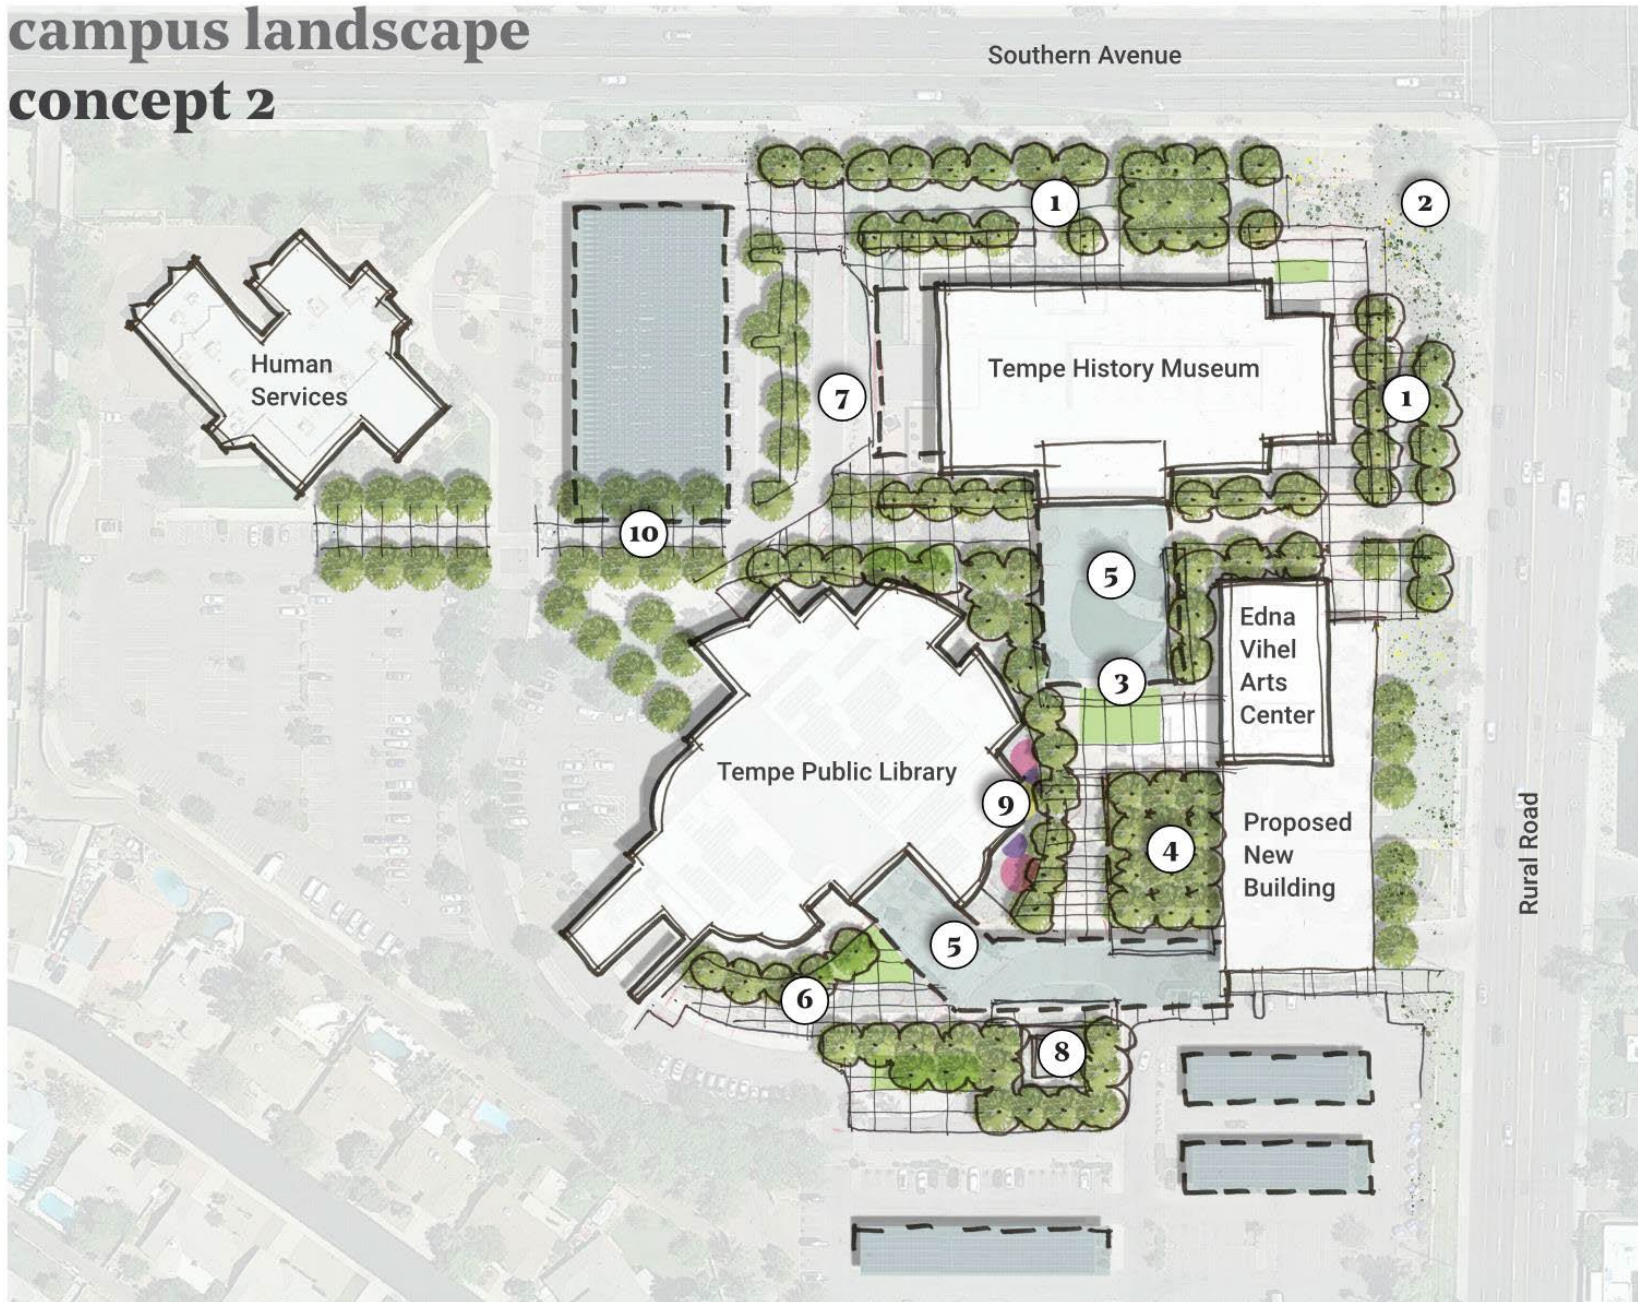 campus landscape
concept 2
Southern Avenue
1
2
Human
Services
Tempe History Museum
7
1
10
5
Edna
Vihel
Arts
Center
3
Tempe Public Library
9
4
Proposed
New
Building
Rural Road
5
6
8